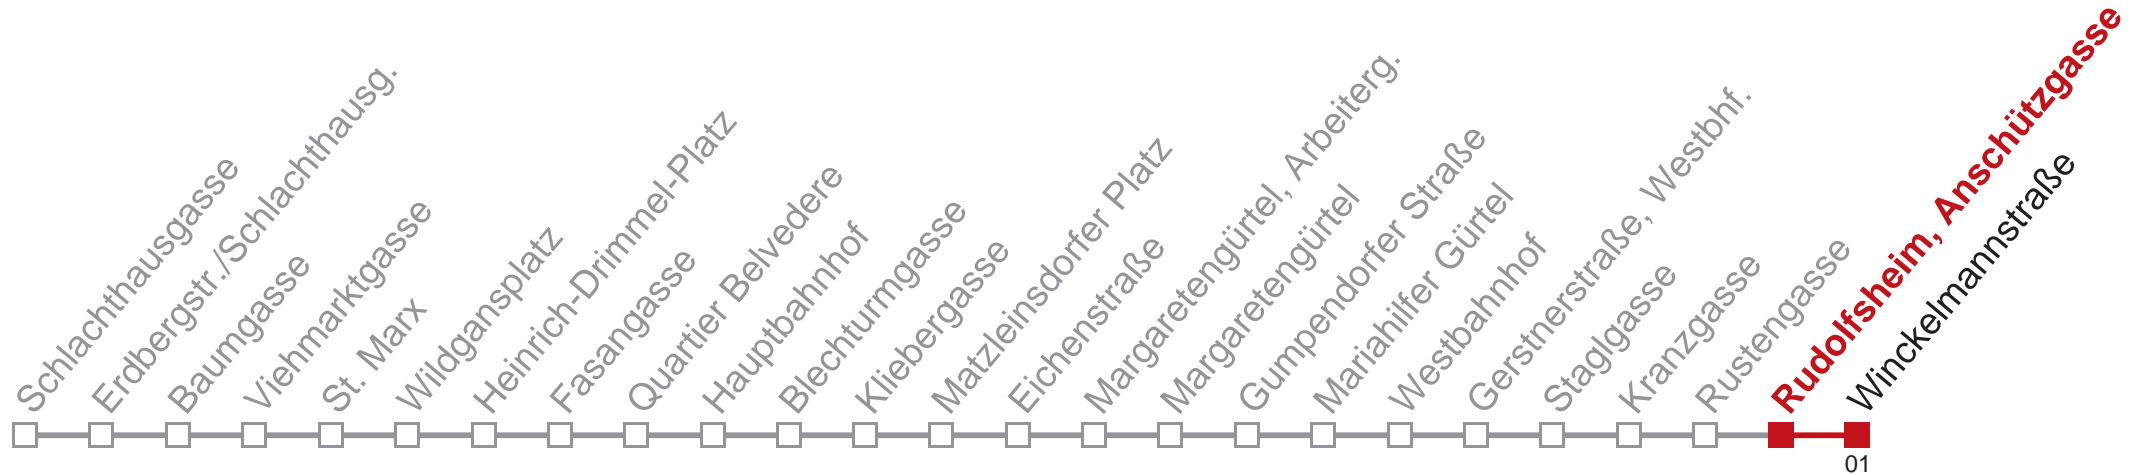 Schlachthausgasse
Erdbergstr./Schlachthausg.
Baumgasse
Viehmarktgasse
St. Marx
Wildgansplatz
Heinrich-Drimmel-Platz
Fasangasse
Quartier Belvedere
Hauptbahnhof
Blechturmgasse
Kliebergasse
Matzleinsdorfer Platz
Eichenstraße
Margaretengürtel, Arbeiterg.
Margaretengürtel
Gumpendorfer Straße
Mariahilfer Gürtel
Westbahnhof
Gerstnerstraße, Westbhf.
Staglgasse
Kranzgasse
Rustengasse
Rudolfsheim, Anschützgasse
Winckelmannstraße
01